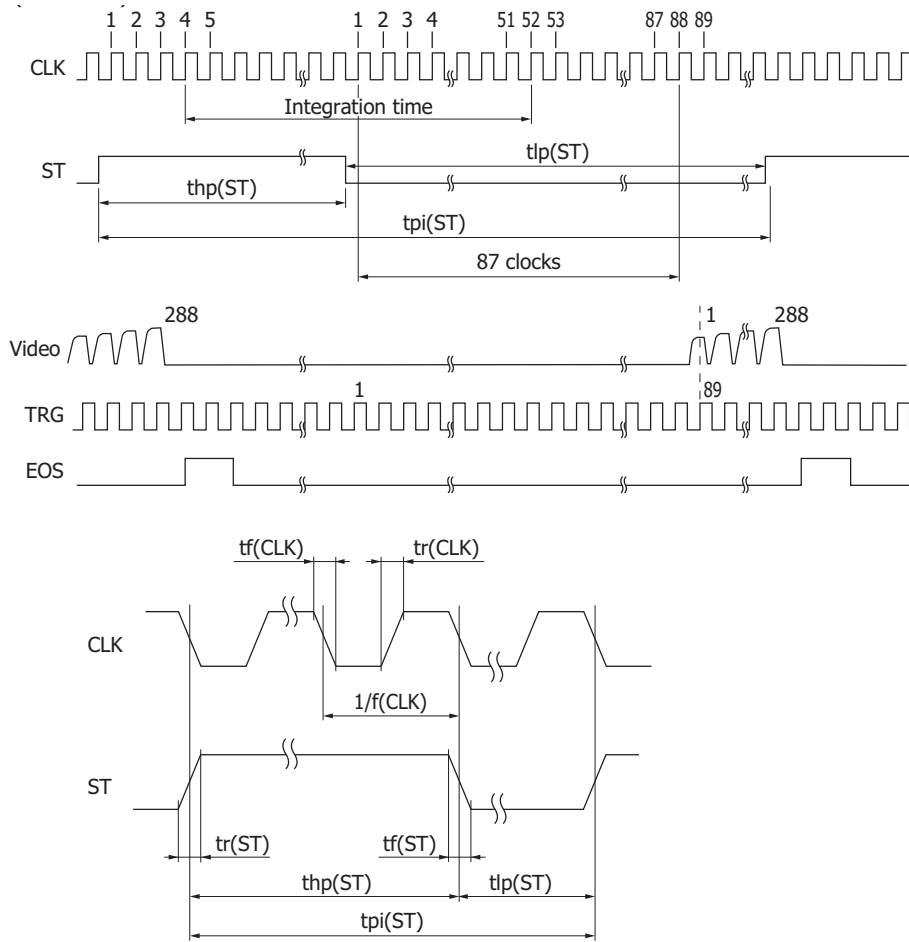 1 2 3 4 5 1 2 3 4 51 52 53 87 88 89
CLK
Integration time
ST
tlp(ST)
thp(ST)
tpi(ST)
87 clocks
288 1 288
Video
1 89
TRG
EOS
tf(CLK) tr(CLK)
CLK
1/f(CLK)
ST
tr(ST) tf(ST)
thp(ST) tlp(ST)
tpi(ST)